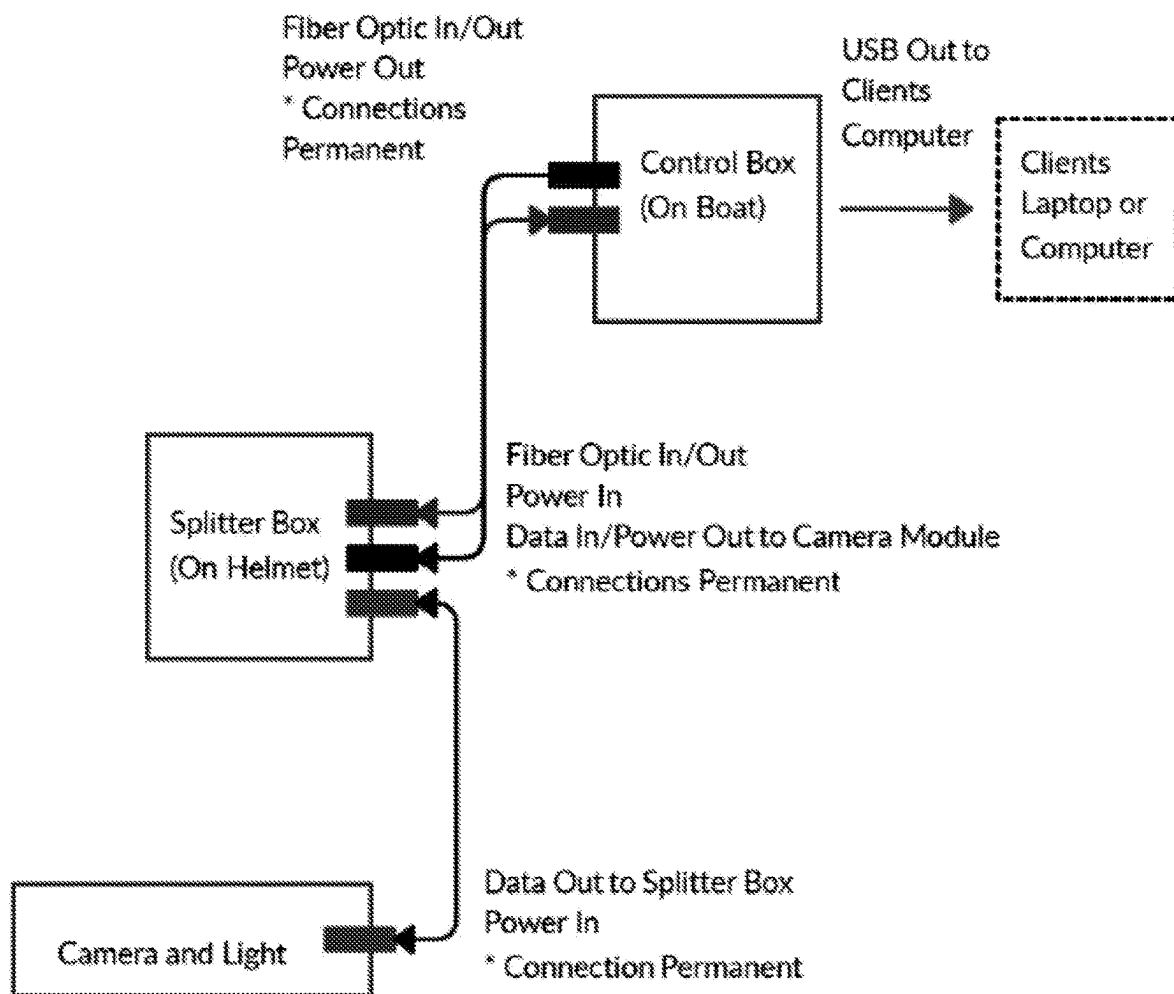 Fiber Optic In/Out
Power Out
* Connections
Permanent
USB Out to
Clients
Computer
Control Box
(On Boat)
Clients
Laptop or
Computer
Splitter Box
(On Helmet)
Fiber Optic In/Out
Power In
Data In/Power Out to Camera Module
* Connections Permanent
Camera and Light
Data Out to Splitter Box
Power In
* Connection Permanent